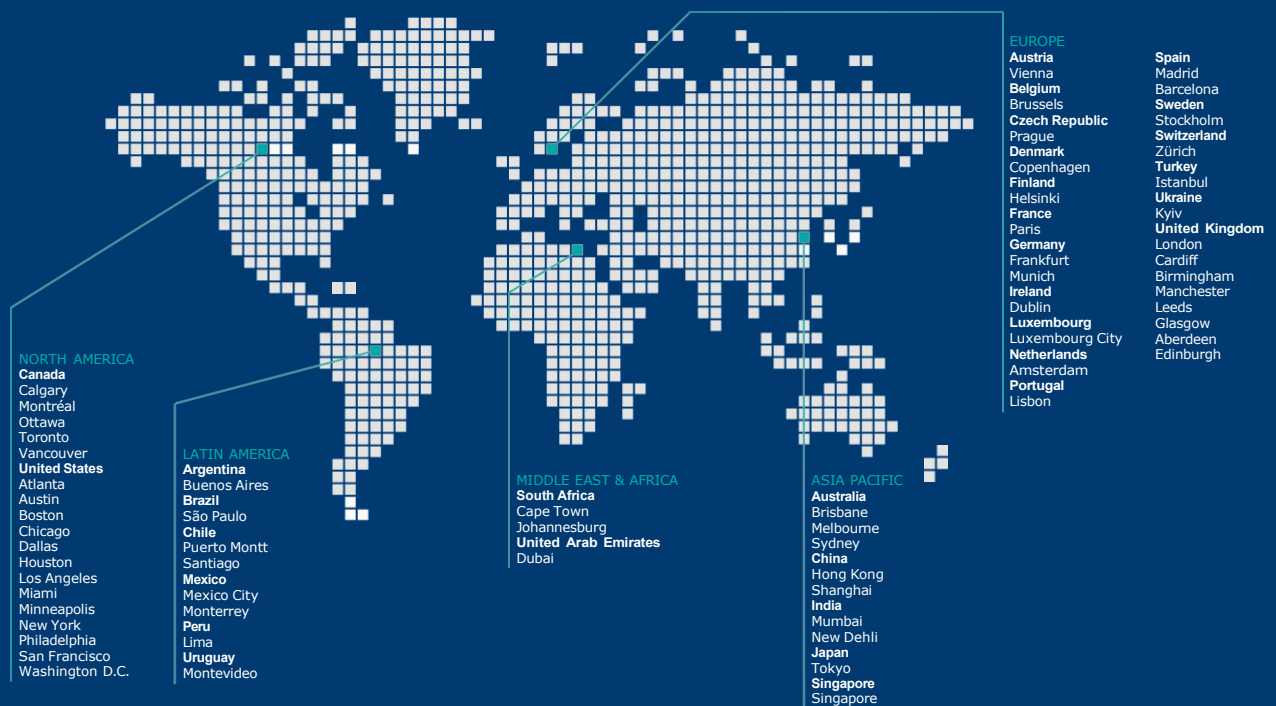 NORTH AMERICA
Canada
Calgary
Montréal
Ottawa
Toronto
Vancouver
United States
Atlanta
Austin
Boston
Chicago
Dallas
Houston
Los Angeles
Miami
Minneapolis
New York
Philadelphia
San Francisco
Washington D.C.
LATIN AMERICA
Argentina
Buenos Aires
Brazil
São Paulo
Chile
Puerto Montt
Santiago
Mexico
Mexico City
Monterrey
Peru
Lima
Uruguay
Montevideo
MIDDLE EAST & AFRICA
South Africa
Cape Town
Johannesburg
United Arab Emirates
Dubai
ASIA PACIFIC
Australia
Brisbane
Melbourne
Sydney
China
Hong Kong
Shanghai
India
Mumbai
New Dehli
Japan
Tokyo
Singapore
Singapore
EUROPE
Austria
Vienna
Belgium
Brussels
Czech Republic
Prague
Denmark
Copenhagen
Finland
Helsinki
France
Paris
Germany
Frankfurt
Munich
Ireland
Dublin
Luxembourg
Luxembourg City
Netherlands
Amsterdam
Portugal
Lisbon
Spain
Madrid
Barcelona
Sweden
Stockholm
Switzerland
Zürich
Turkey
Istanbul
Ukraine
Kyiv
United Kingdom
London
Cardiff
Birmingham
Manchester
Leeds
Glasgow
Aberdeen
Edinburgh